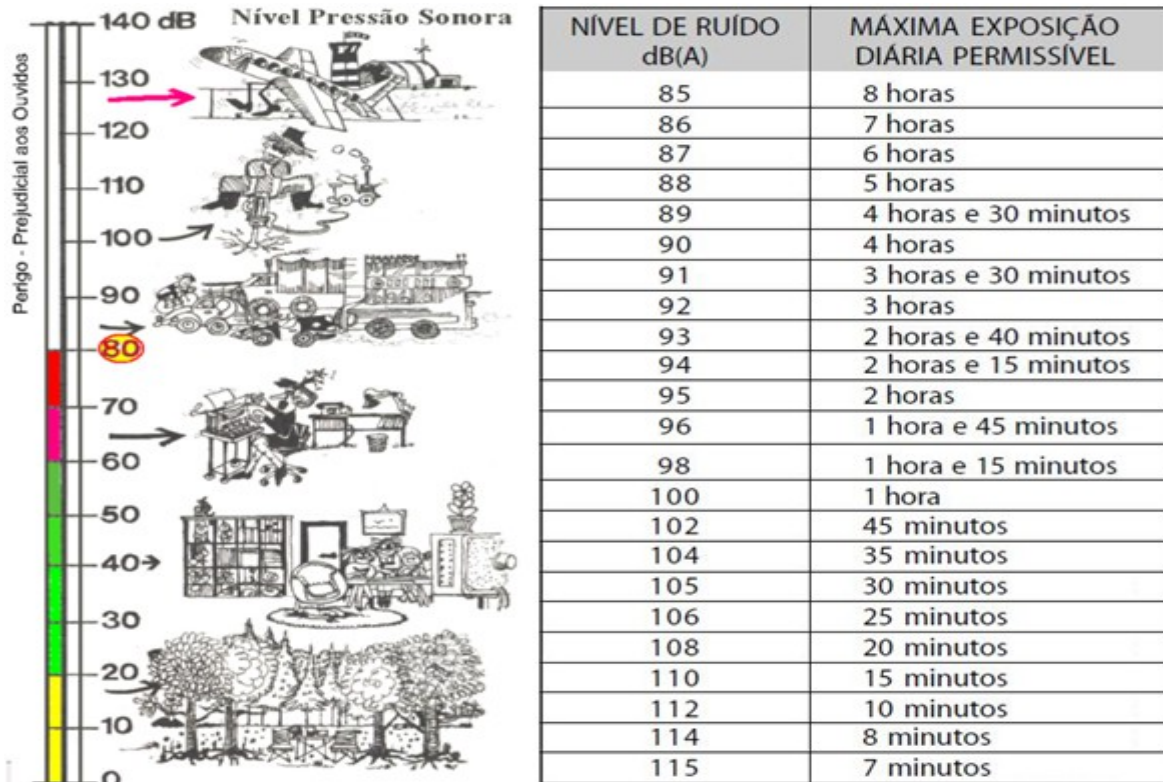 Nível Pressão Sonora
Perigo - Prejudicial aos Ouvidos
140 dB
130
120
110
100
90
80
70
60
50
40
30
20
10
0
NÍVEL DE RUÍDO dB(A) MÁXIMA EXPOSIÇÃO DIÁRIA PERMISSÍVEL
85 8 horas
86 7 horas
87 6 horas
88 5 horas
89 4 horas e 30 minutos
90 4 horas
91 3 horas e 30 minutos
92 3 horas
93 2 horas e 40 minutos
94 2 horas e 15 minutos
95 2 horas
96 1 hora e 45 minutos
98 1 hora e 15 minutos
100 1 hora
102 45 minutos
104 35 minutos
105 30 minutos
106 25 minutos
108 20 minutos
110 15 minutos
112 10 minutos
114 8 minutos
115 7 minutos